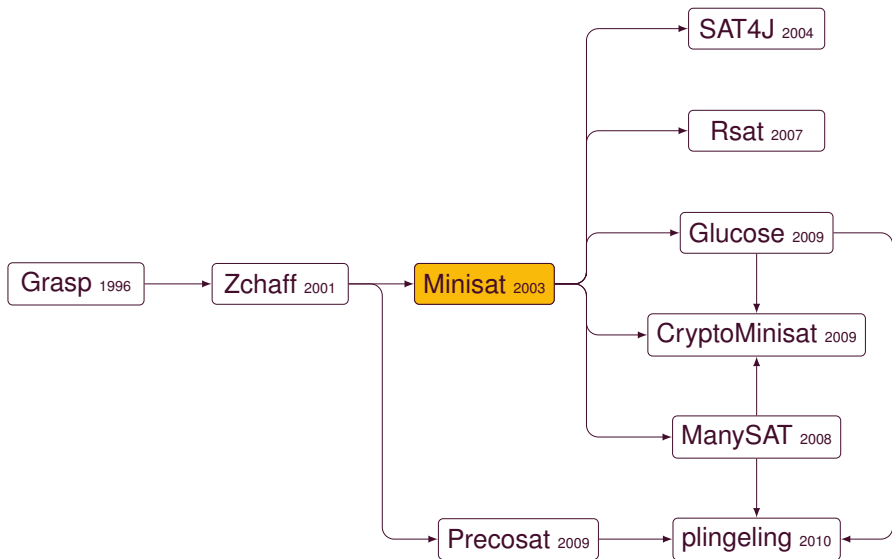 SAT4J 2004
Rsat 2007
Glucose 2009
Grasp 1996
Zchaff 2001
Minisat 2003
CryptoMinisat 2009
ManySAT 2008
Precosat 2009
plingeling 2010